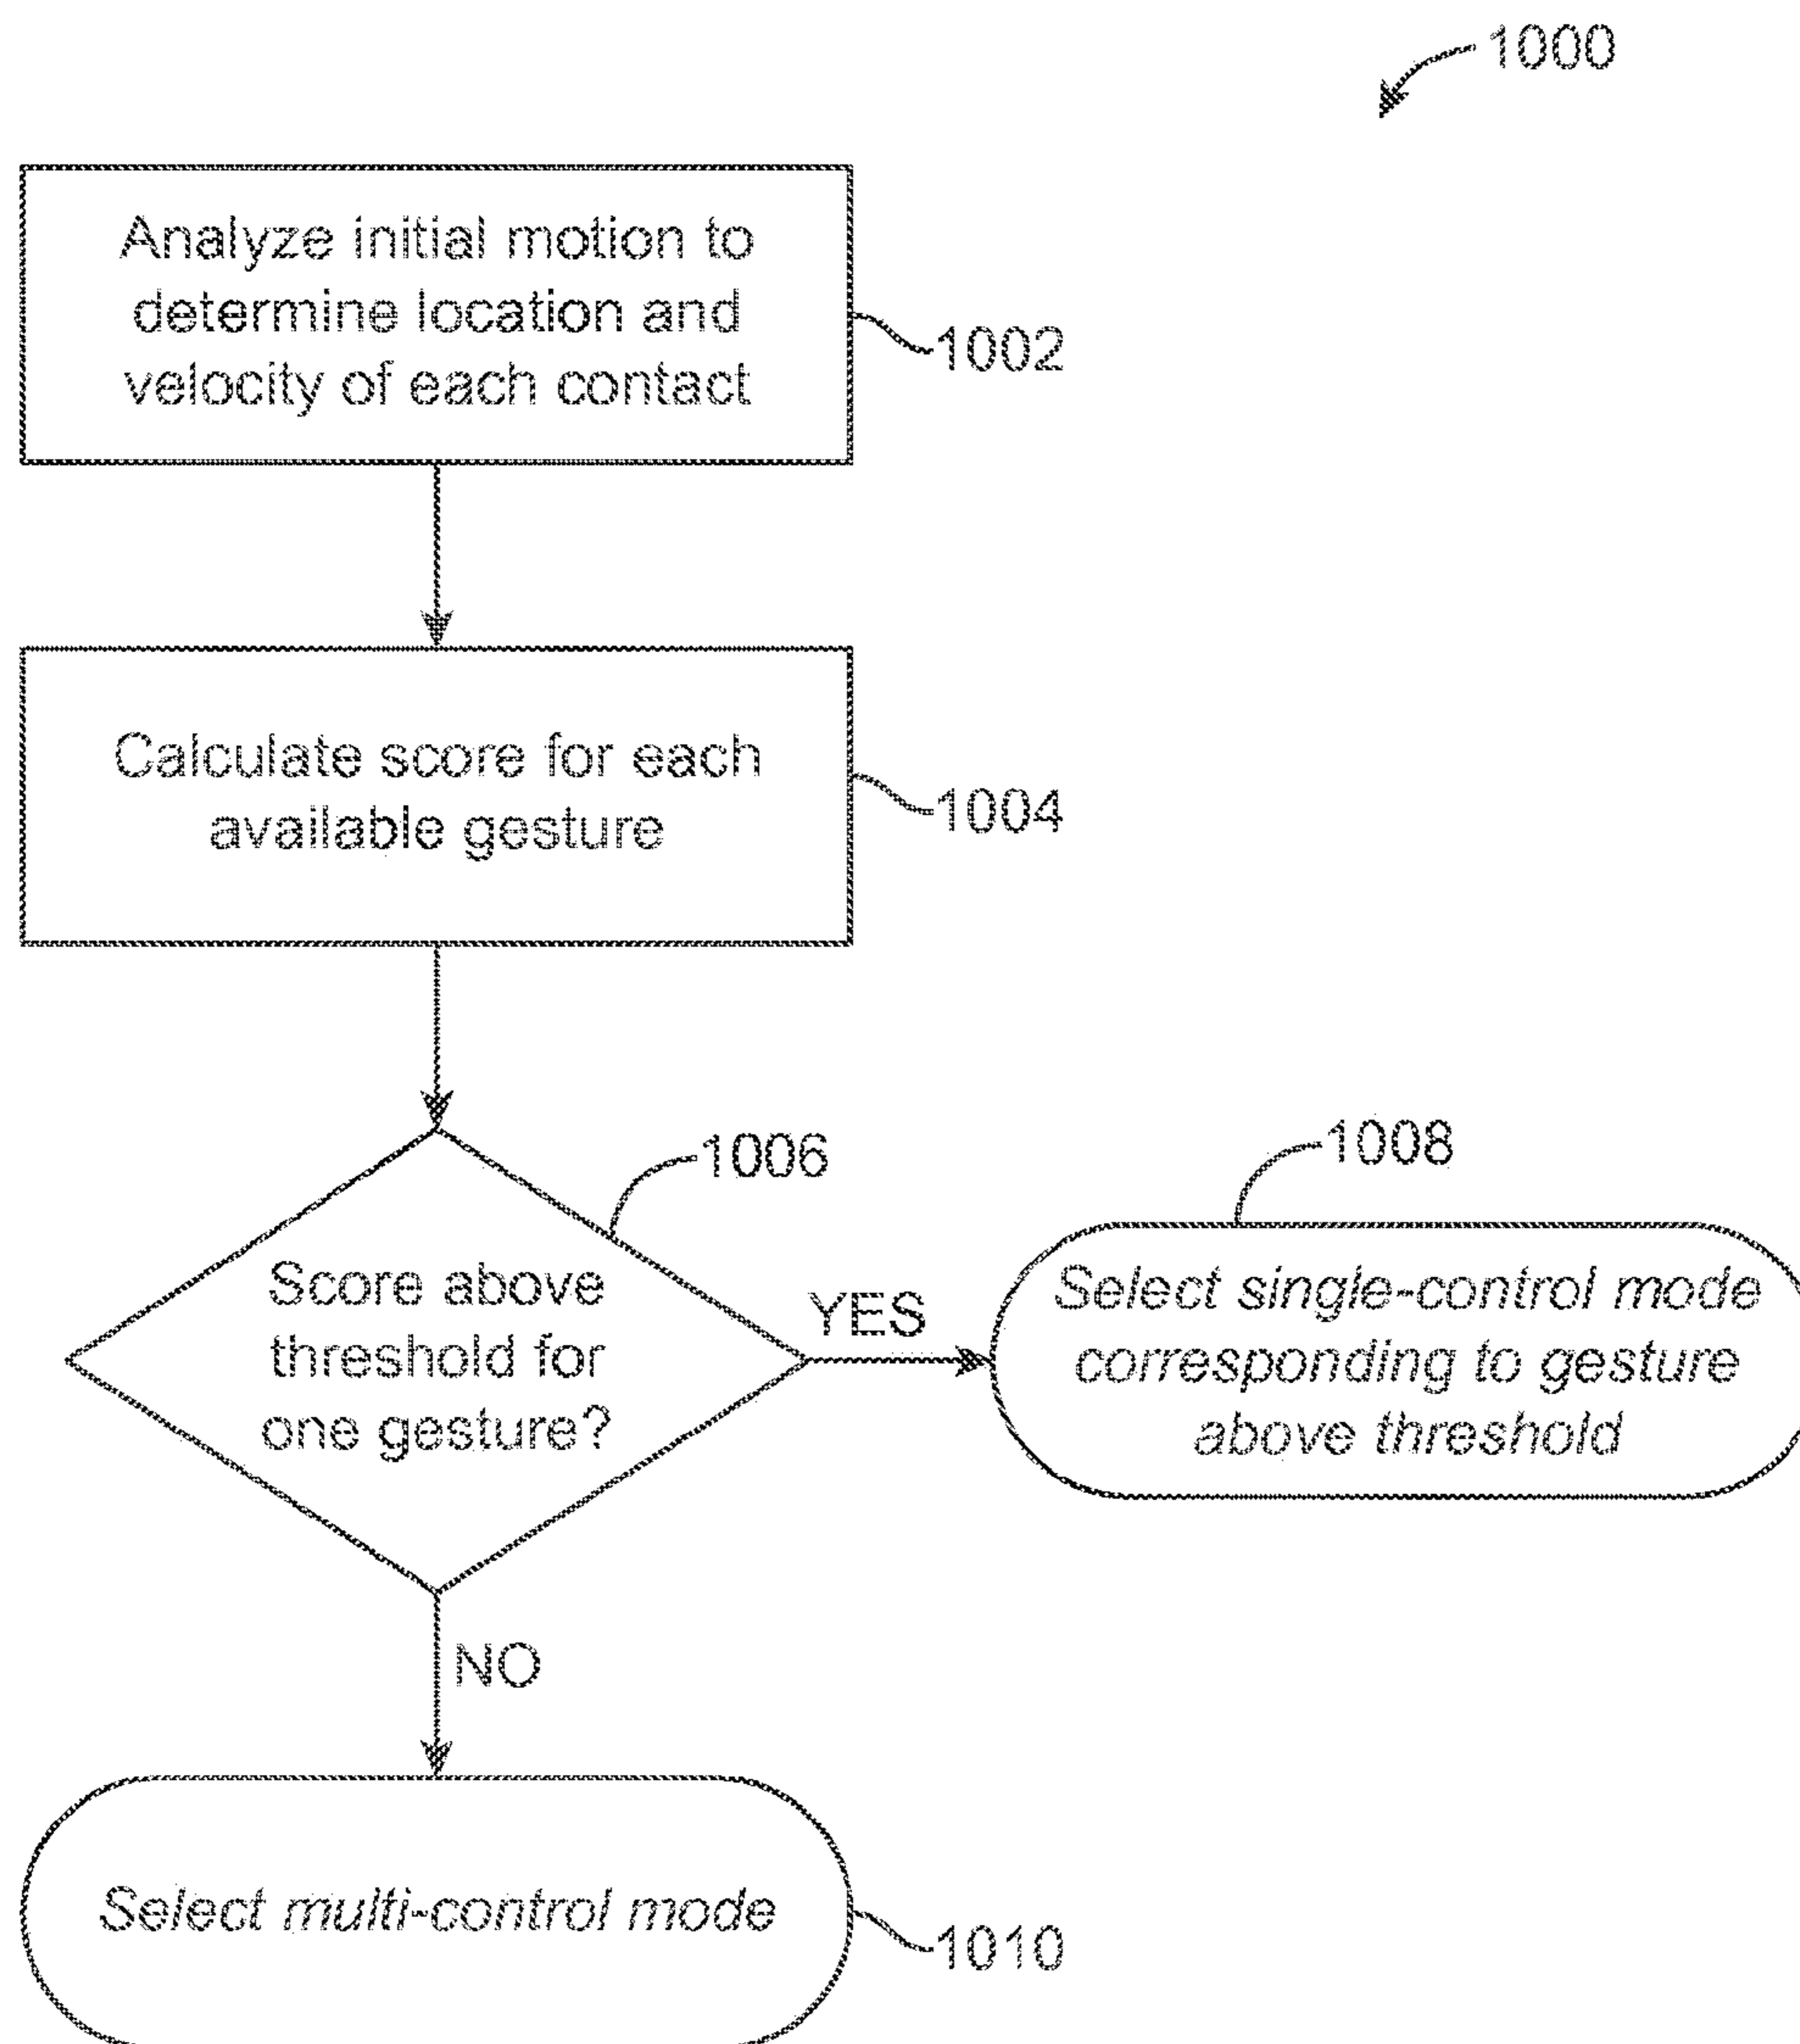 1000
Analyze initial motion to
determine location and
velocity of each contact
1002
Calculate score for each
available gesture
1004
1006
Score above
threshold for
one gesture?
YES
1008
Select single-control mode
corresponding to gesture
above threshold
NO
Select multi-control mode
1010